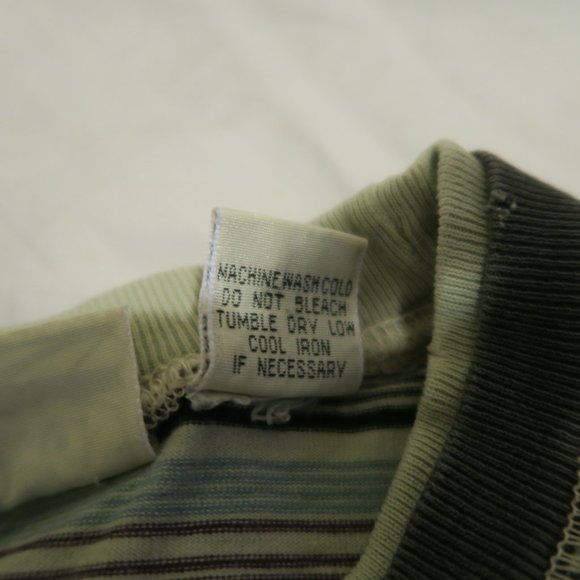 MACHINE WASH COLD
DO NOT BLEACH
TUMBLE DRY LOW
COOL IRON
IF NECESSARY